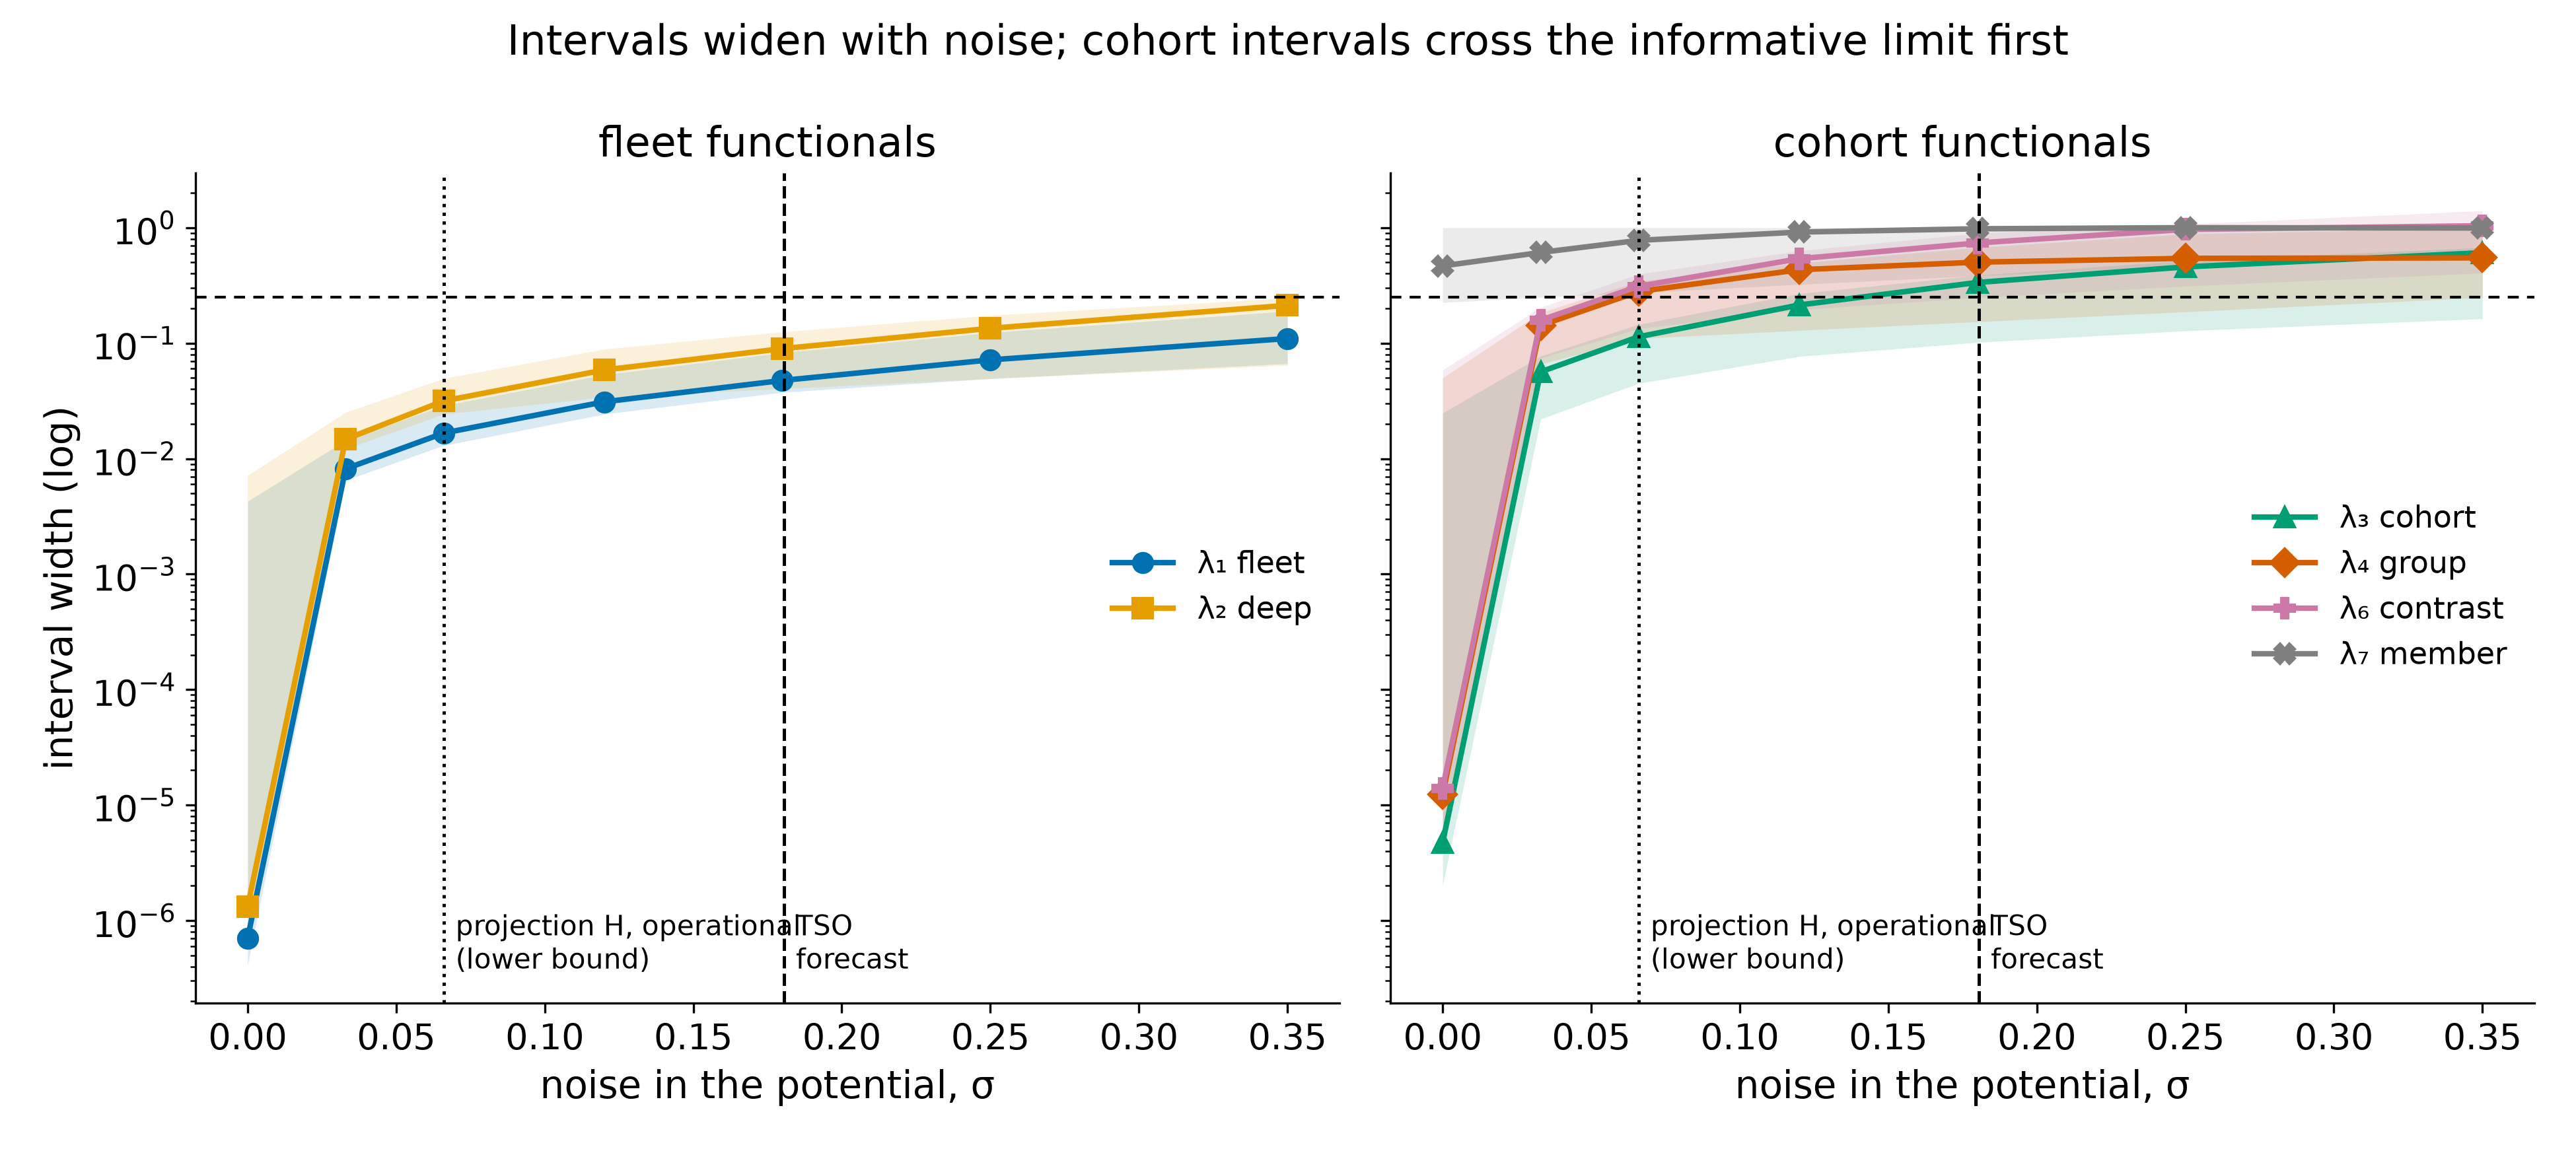 Intervals widen with noise; cohort intervals cross the informative limit first
fleet functionals
interval width (log)
10⁰
10⁻¹
10⁻²
10⁻³
10⁻⁴
10⁻⁵
10⁻⁶
projection H, operational
(lower bound)
TSO
forecast
λ₁ fleet
λ₂ deep
0.00 0.05 0.10 0.15 0.20 0.25 0.30 0.35
noise in the potential, σ
cohort functionals
λ₃ cohort
λ₄ group
λ₆ contrast
λ₇ member
projection H, operational
(lower bound)
TSO
forecast
0.00 0.05 0.10 0.15 0.20 0.25 0.30 0.35
noise in the potential, σ